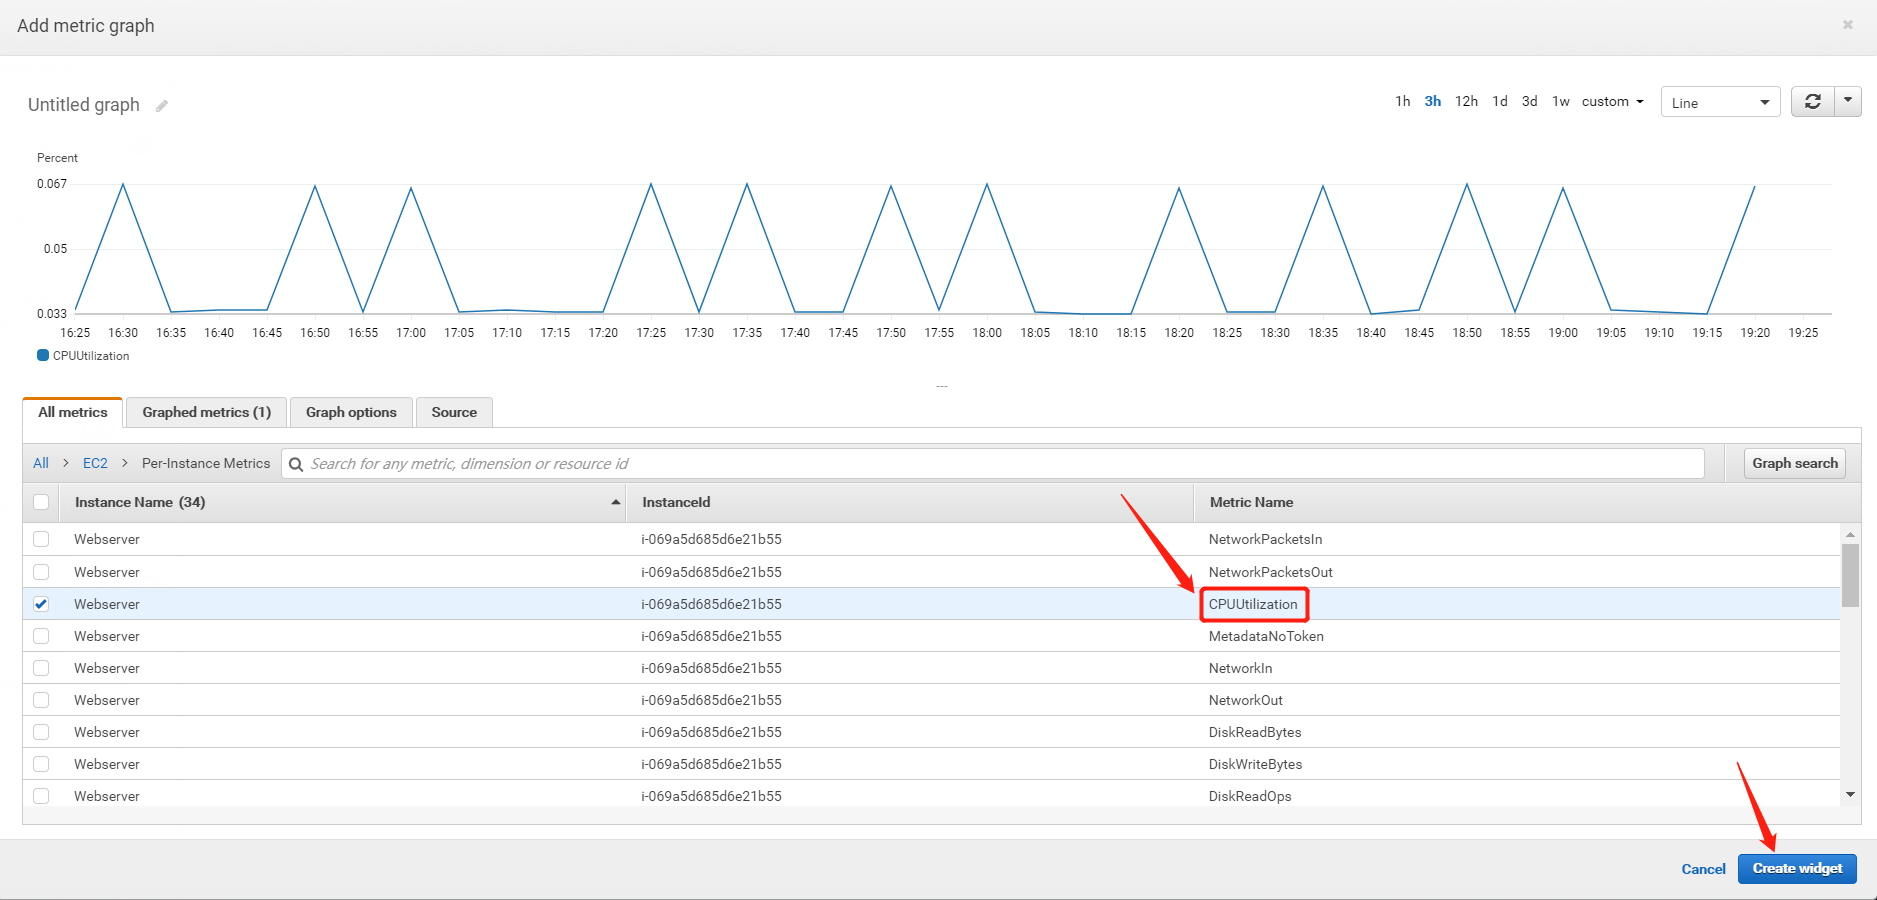 Add metric graph
Untitled graph
1h 3h 12h 1d 3d 1w custom Line
Percent
0.067
0.05
0.033
16:25 16:30 16:35 16:40 16:45 16:50 16:55 17:00 17:05 17:10 17:15 17:20 17:25 17:30 17:35 17:40 17:45 17:50 17:55 18:00 18:05 18:10 18:15 18:20 18:25 18:30 18:35 18:40 18:45 18:50 18:55 19:00 19:05 19:10 19:15 19:20 19:25
CPUUtilization
All metrics Graphed metrics (1) Graph options Source
All > EC2 > Per-Instance Metrics Search for any metric, dimension or resource id Graph search
Instance Name (34) InstanceId Metric Name
Webserver i-069a5d685d6e21b55 NetworkPacketsIn
Webserver i-069a5d685d6e21b55 NetworkPacketsOut
Webserver i-069a5d685d6e21b55 CPUUtilization
Webserver i-069a5d685d6e21b55 MetadataNoToken
Webserver i-069a5d685d6e21b55 NetworkIn
Webserver i-069a5d685d6e21b55 NetworkOut
Webserver i-069a5d685d6e21b55 DiskReadBytes
Webserver i-069a5d685d6e21b55 DiskWriteBytes
Webserver i-069a5d685d6e21b55 DiskReadOps
Cancel Create widget